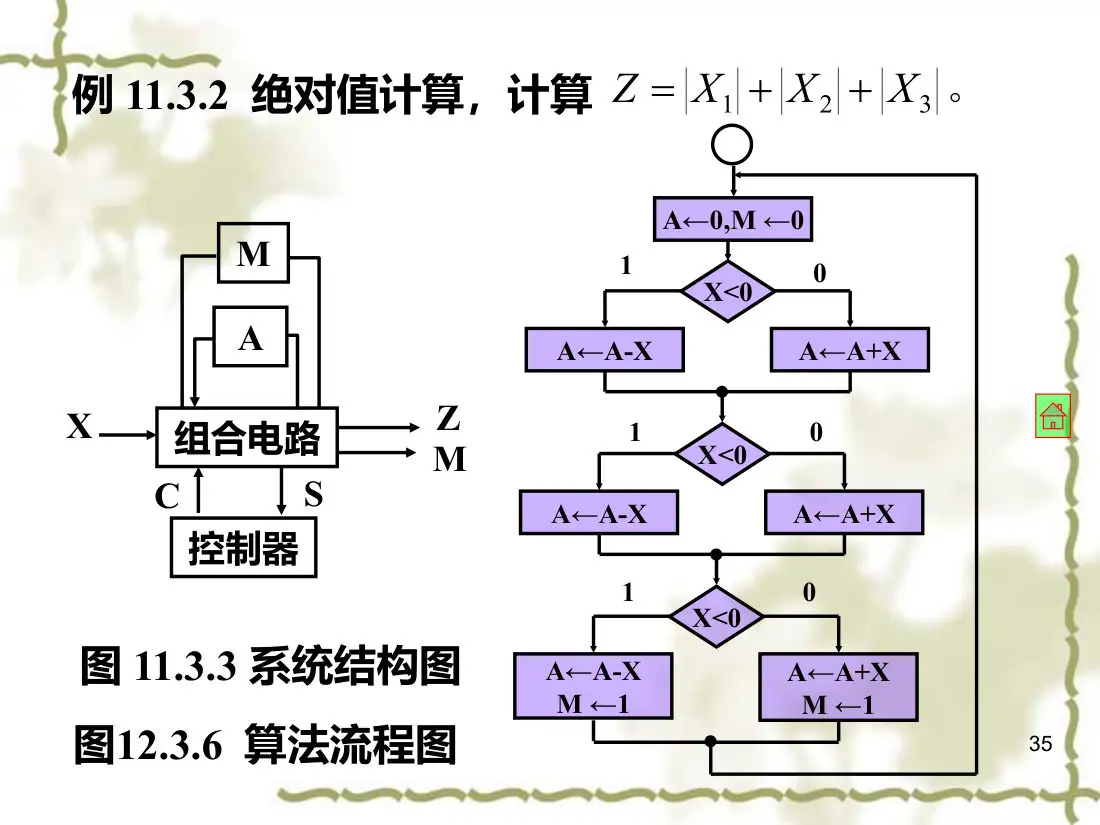 例 11.3.2 绝对值计算，计算 Z = |X₁| + |X₂| + |X₃| 。
M
A
X
组合电路
Z
M
C
S
控制器
图 11.3.3 系统结构图
图12.3.6 算法流程图
A←0,M ←0
1
X<0
0
A←A-X
A←A+X
1
X<0
0
A←A-X
A←A+X
1
X<0
0
A←A-X
M ←1
A←A+X
M ←1
35